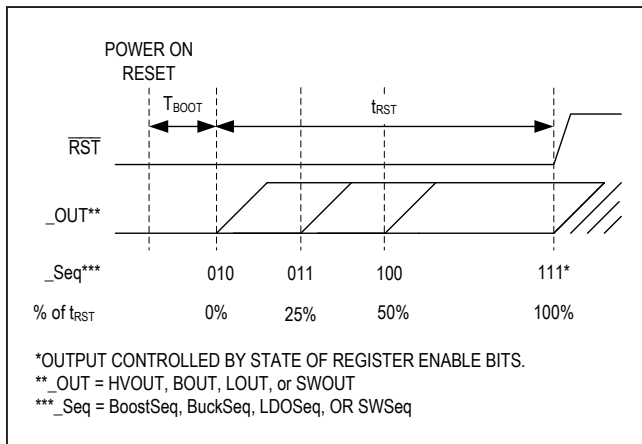 POWER ON
RESET
TBOOT
tRST
RST
_OUT**
_Seq*** 010 011 100 111*
% of tRST 0% 25% 50% 100%
*OUTPUT CONTROLLED BY STATE OF REGISTER ENABLE BITS.
**_OUT = HVOUT, BOUT, LOUT, or SWOUT
***_Seq = BoostSeq, BuckSeq, LDOSeq, OR SWSeq